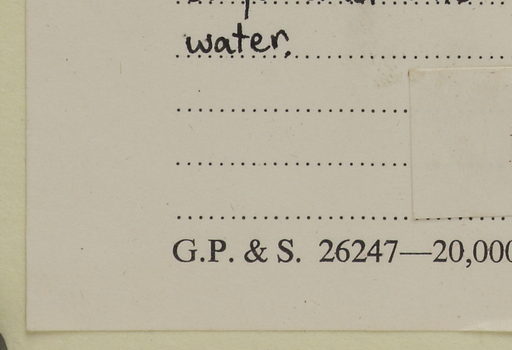 water.
G.P. & S. 26247—20,000